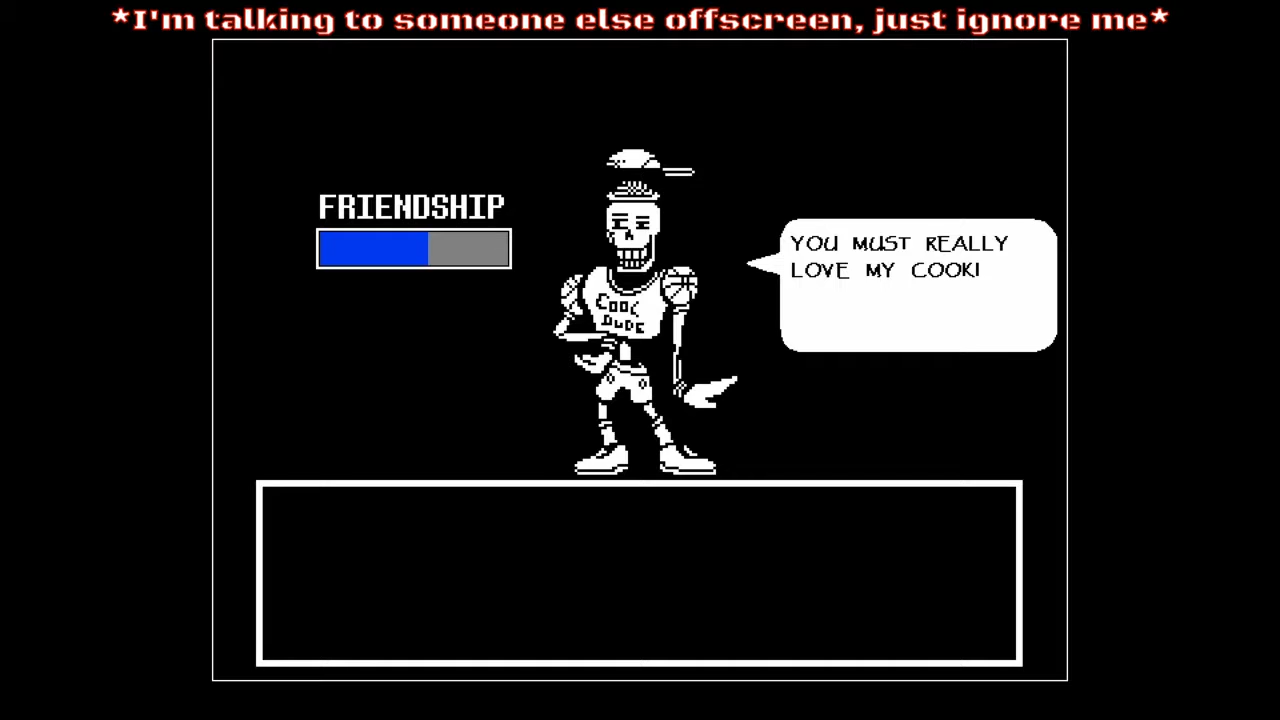 *I'm talking to someone else offscreen, just ignore me*
FRIENDSHIP
YOU MUST REALLY
LOVE MY COOKI
COOL
DUDE